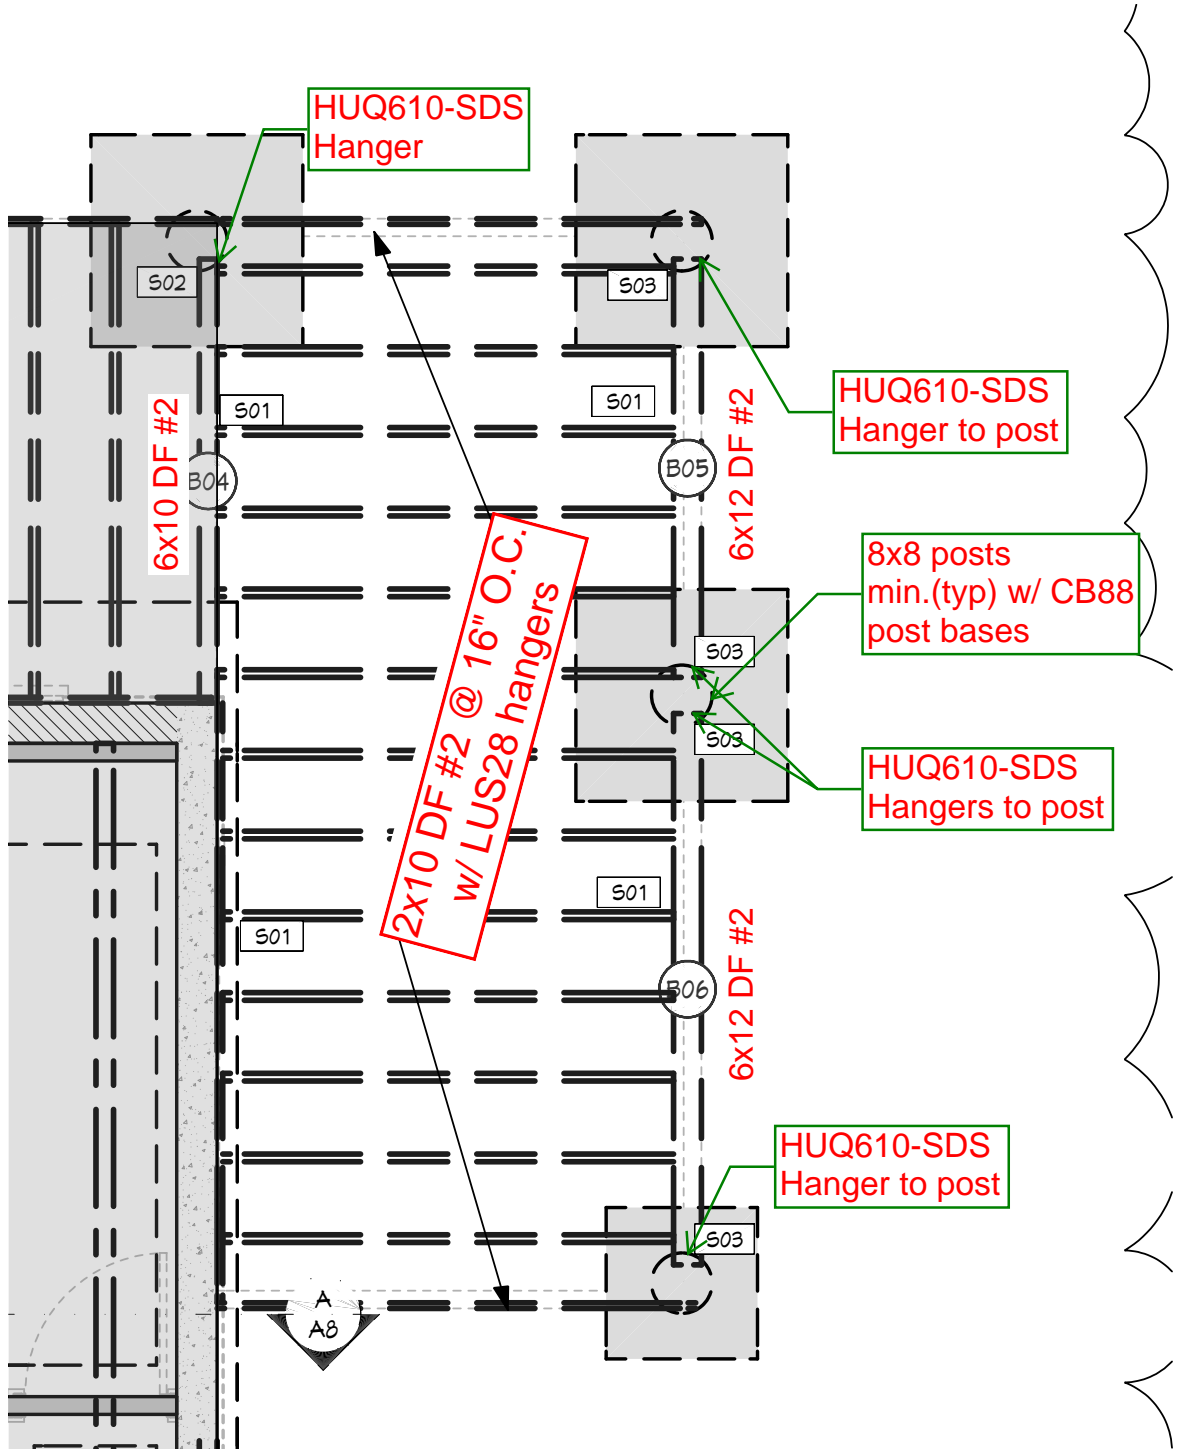 HUQ610-SDS
Hanger
S02
S03
S01
S01
HUQ610-SDS
Hanger to post
6x10 DF #2
B04
B05
6x12 DF #2
2x10 DF #2 @ 16" O.C.
w/ LUS28 hangers
8x8 posts
min.(typ) w/ CB88
post bases
S03
S03
HUQ610-SDS
Hangers to post
S01
S01
B06
6x12 DF #2
HUQ610-SDS
Hanger to post
S03
A
A8